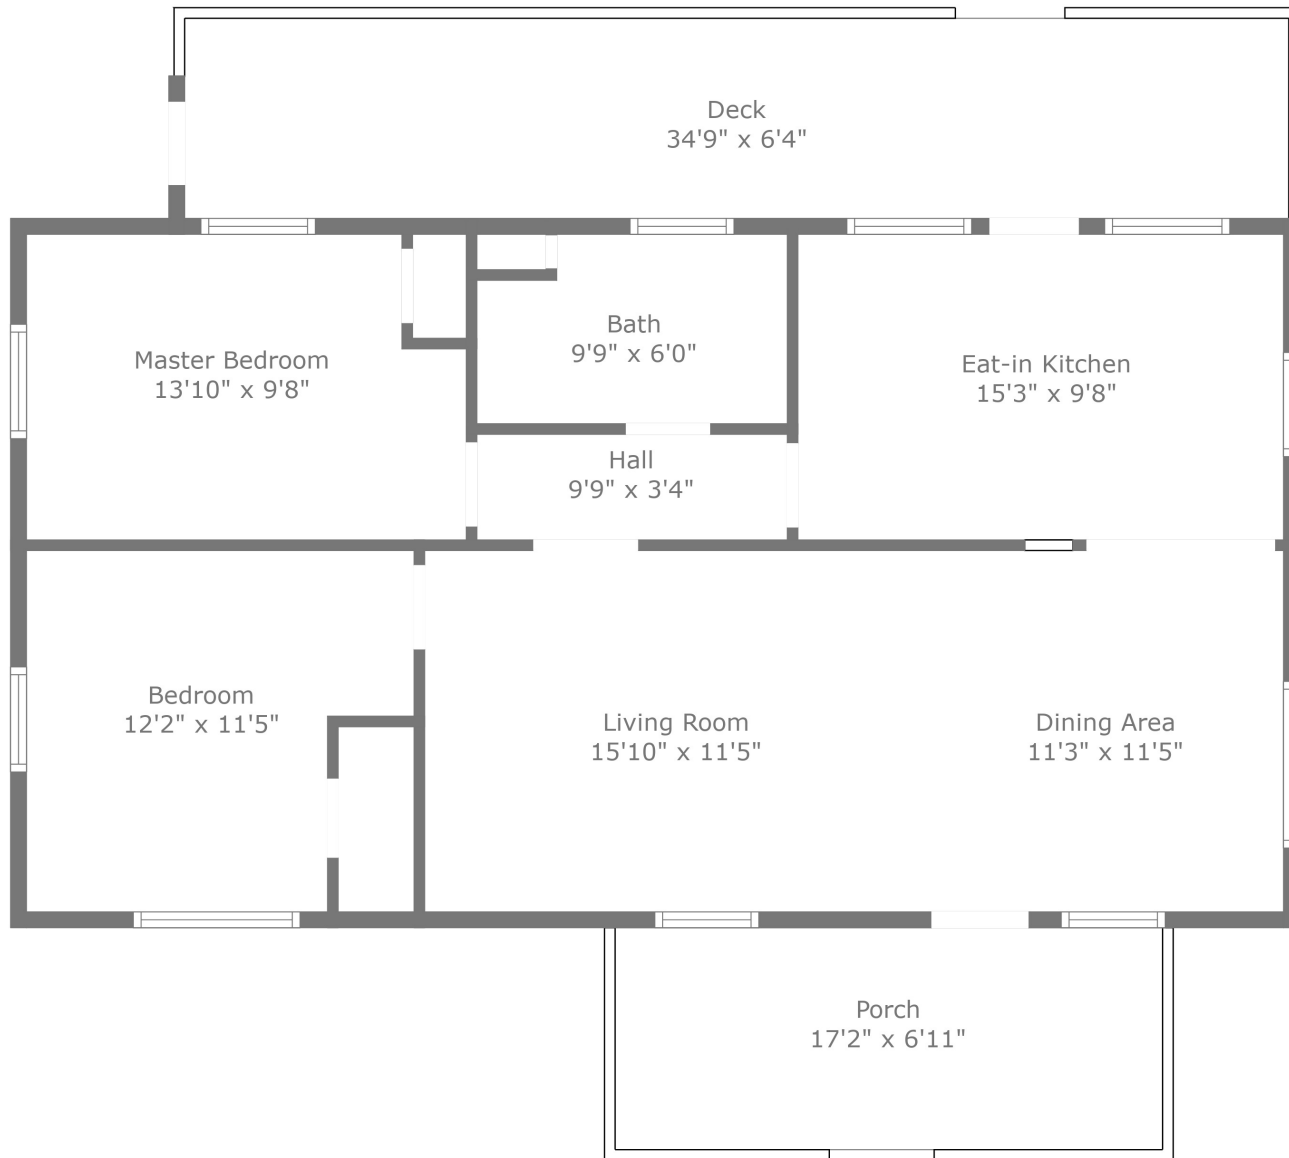 Deck
34'9" x 6'4"
Bath
9'9" x 6'0"
Master Bedroom
13'10" x 9'8"
Eat-in Kitchen
15'3" x 9'8"
Hall
9'9" x 3'4"
Bedroom
12'2" x 11'5"
Living Room
15'10" x 11'5"
Dining Area
11'3" x 11'5"
Porch
17'2" x 6'11"